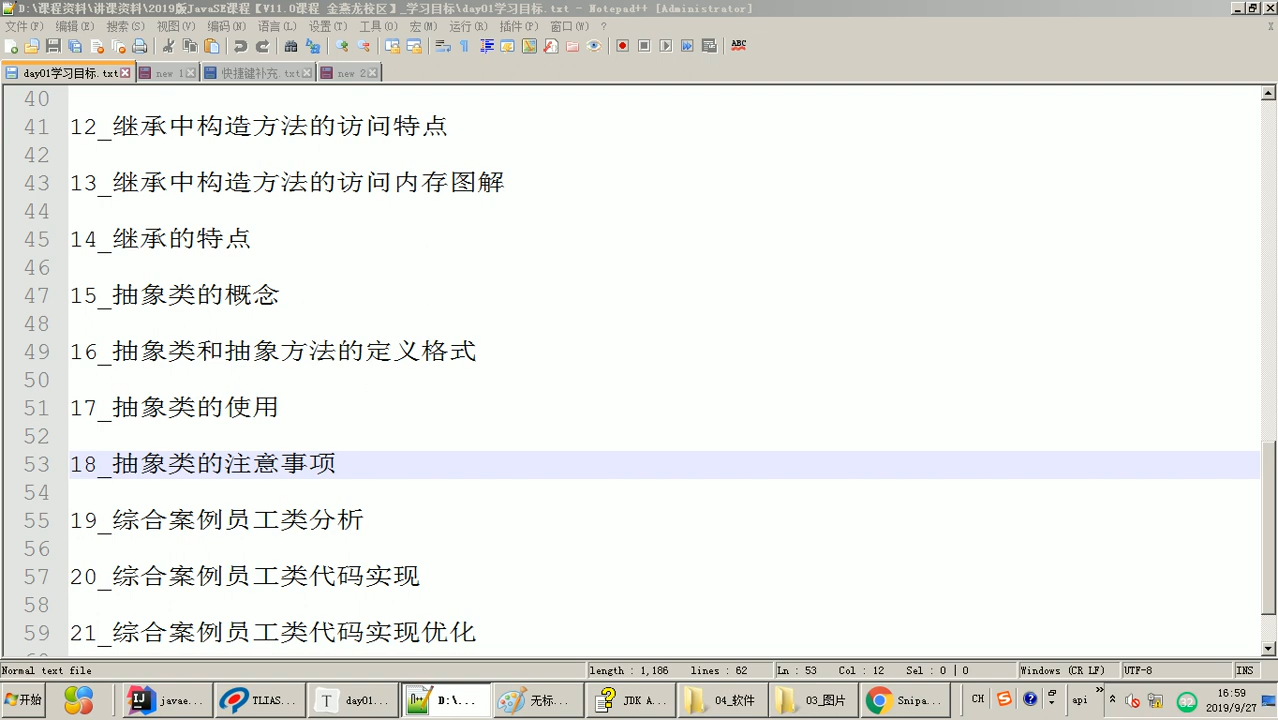 D:\课程资料\讲课资料\2019版JavaSE课程【V11.0课程 金燕龙校区】_学习目标\day01学习目标.txt - Notepad++ [Administrator]
文件(F) 编辑(E) 搜索(S) 视图(V) 编码(N) 语言(L) 设置(T) 工具(O) 宏(M) 运行(R) 插件(P) 窗口(W) ? X
ABC
day01学习目标.txt new 1 快捷键补充.txt new 2
40
41 12_继承中构造方法的访问特点
42
43 13_继承中构造方法的访问内存图解
44
45 14_继承的特点
46
47 15_抽象类的概念
48
49 16_抽象类和抽象方法的定义格式
50
51 17_抽象类的使用
52
53 18_抽象类的注意事项
54
55 19_综合案例员工类分析
56
57 20_综合案例员工类代码实现
58
59 21_综合案例员工类代码实现优化
Normal text file length : 1,186 lines : 62 Ln : 53 Col : 12 Sel : 0 | 0 Windows (CR LF) UTF-8 INS
开始 javae... TLIAS... day01... D:\... 无标... JDK A... 04_软件 03_图片 Snipa... CH api 32 16:59
2019/9/27